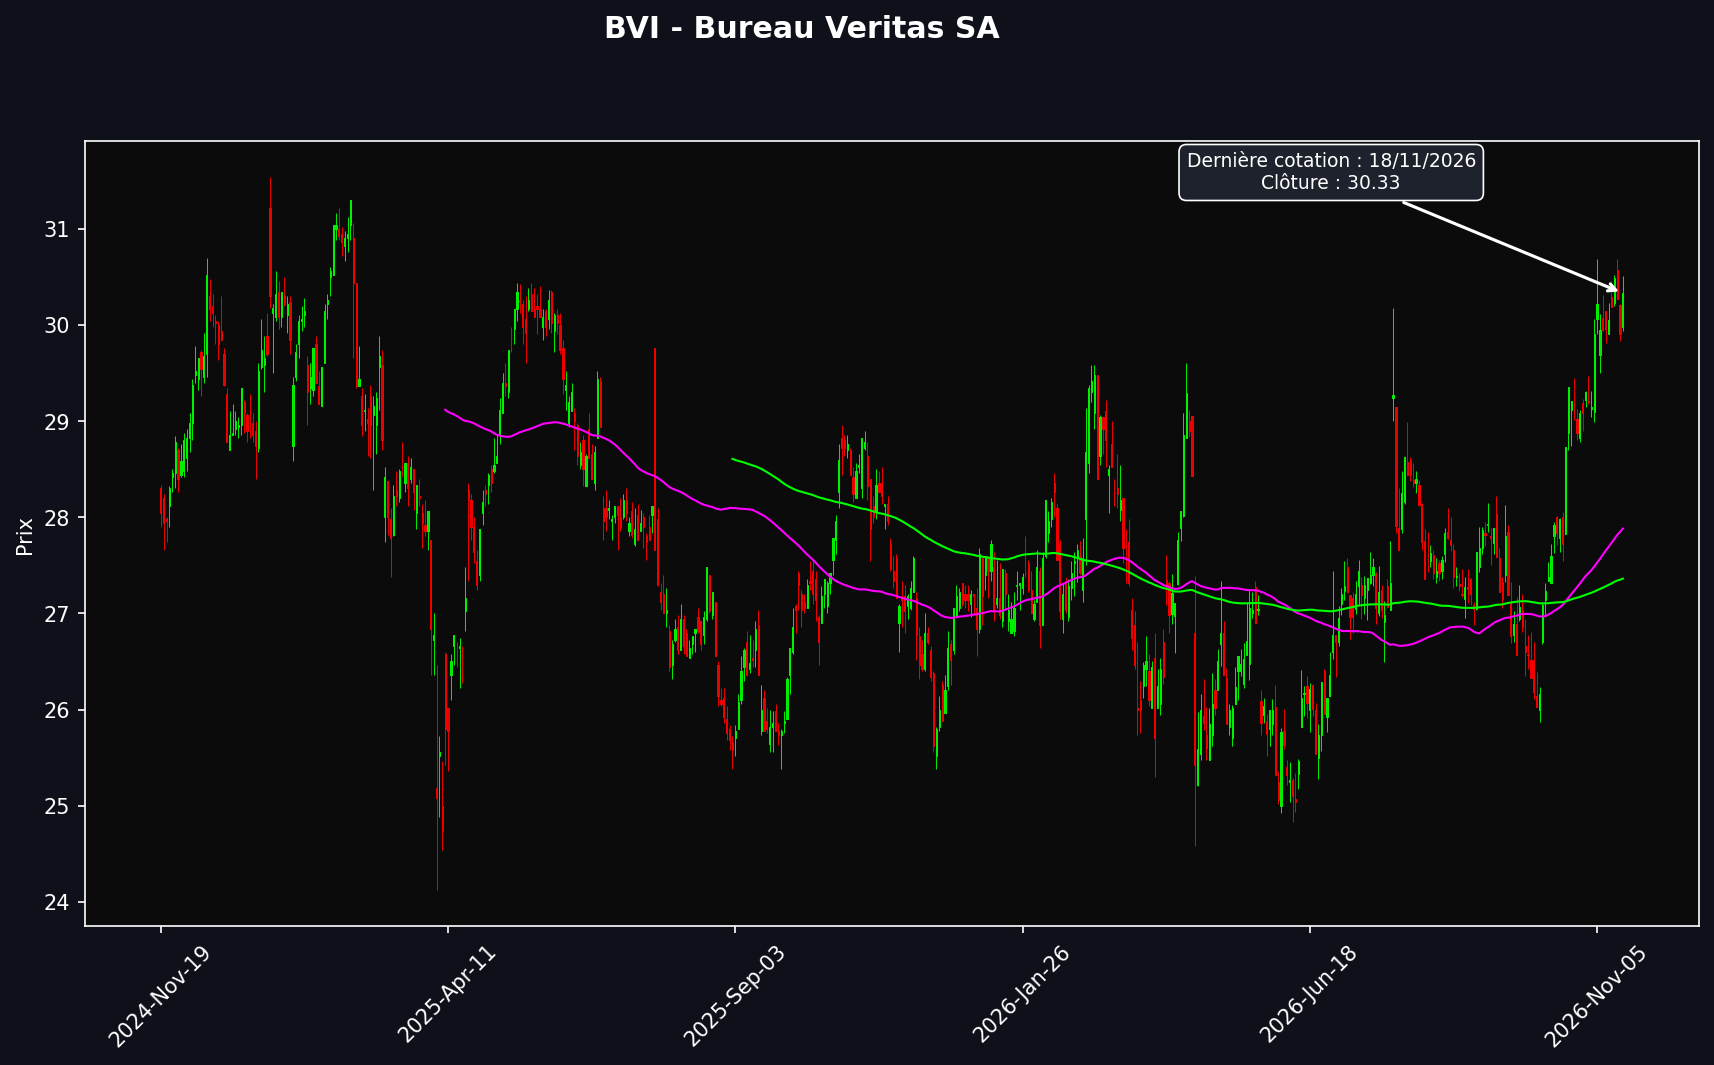 BVI - Bureau Veritas SA
Dernière cotation : 18/11/2026
Clôture : 30.33
Prix
31
30
29
28
27
26
25
24
2024-Nov-19
2025-Apr-11
2025-Sep-03
2026-Jan-26
2026-Jun-18
2026-Nov-05